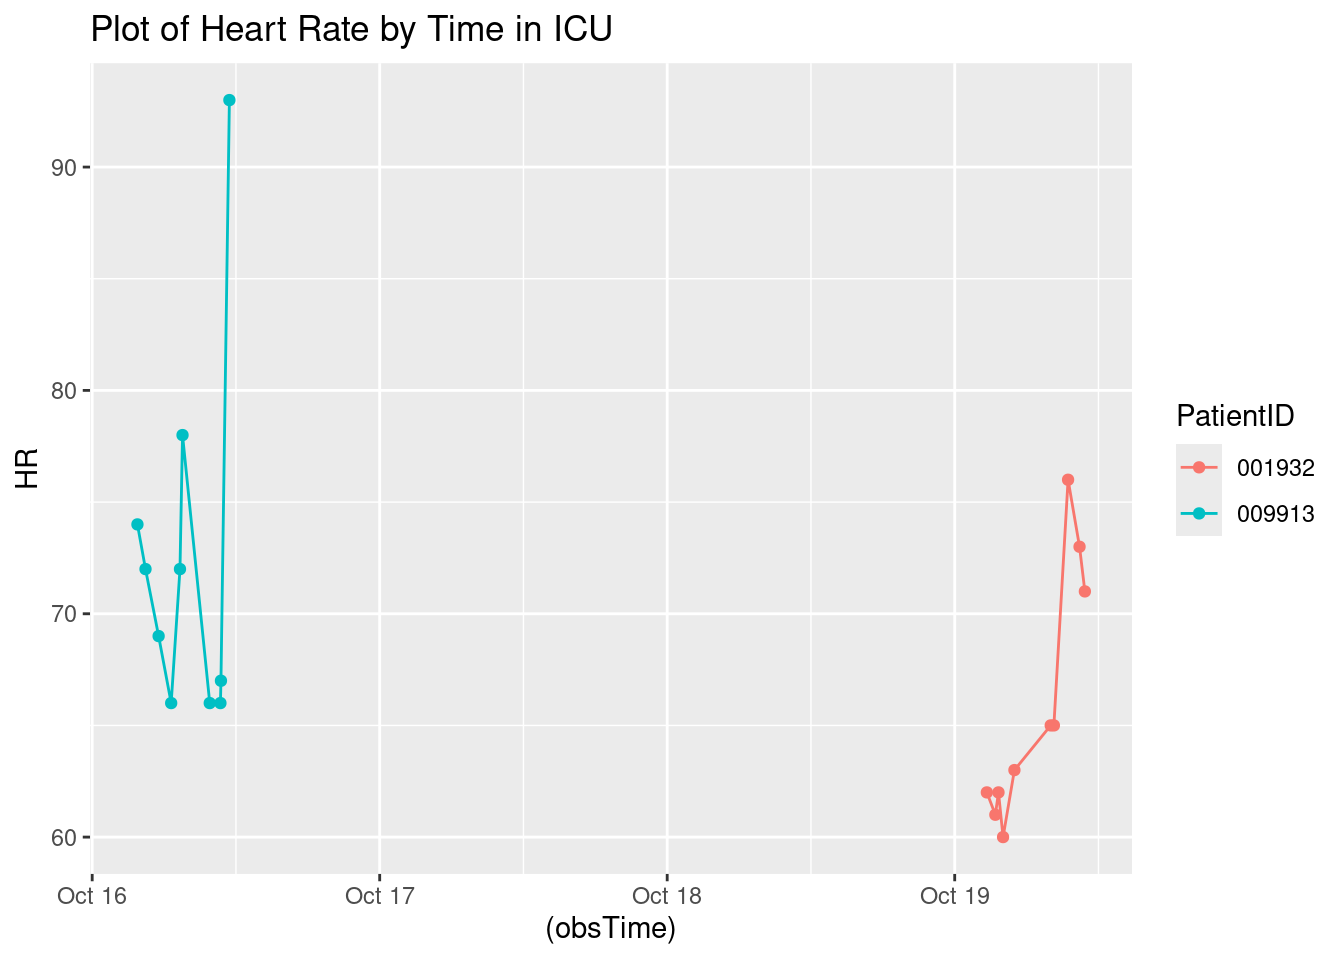 Plot of Heart Rate by Time in ICU
90
80
70
60
HR
Oct 16
Oct 17
Oct 18
Oct 19
(obsTime)
PatientID
001932
009913